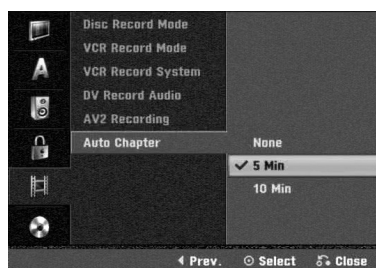 Disc Record Mode
VCR Record Mode
A
VCR Record System
DV Record Audio
AV2 Recording
Auto Chapter
None
✓ 5 Min
10 Min
◀ Prev. ⊙ Select Close